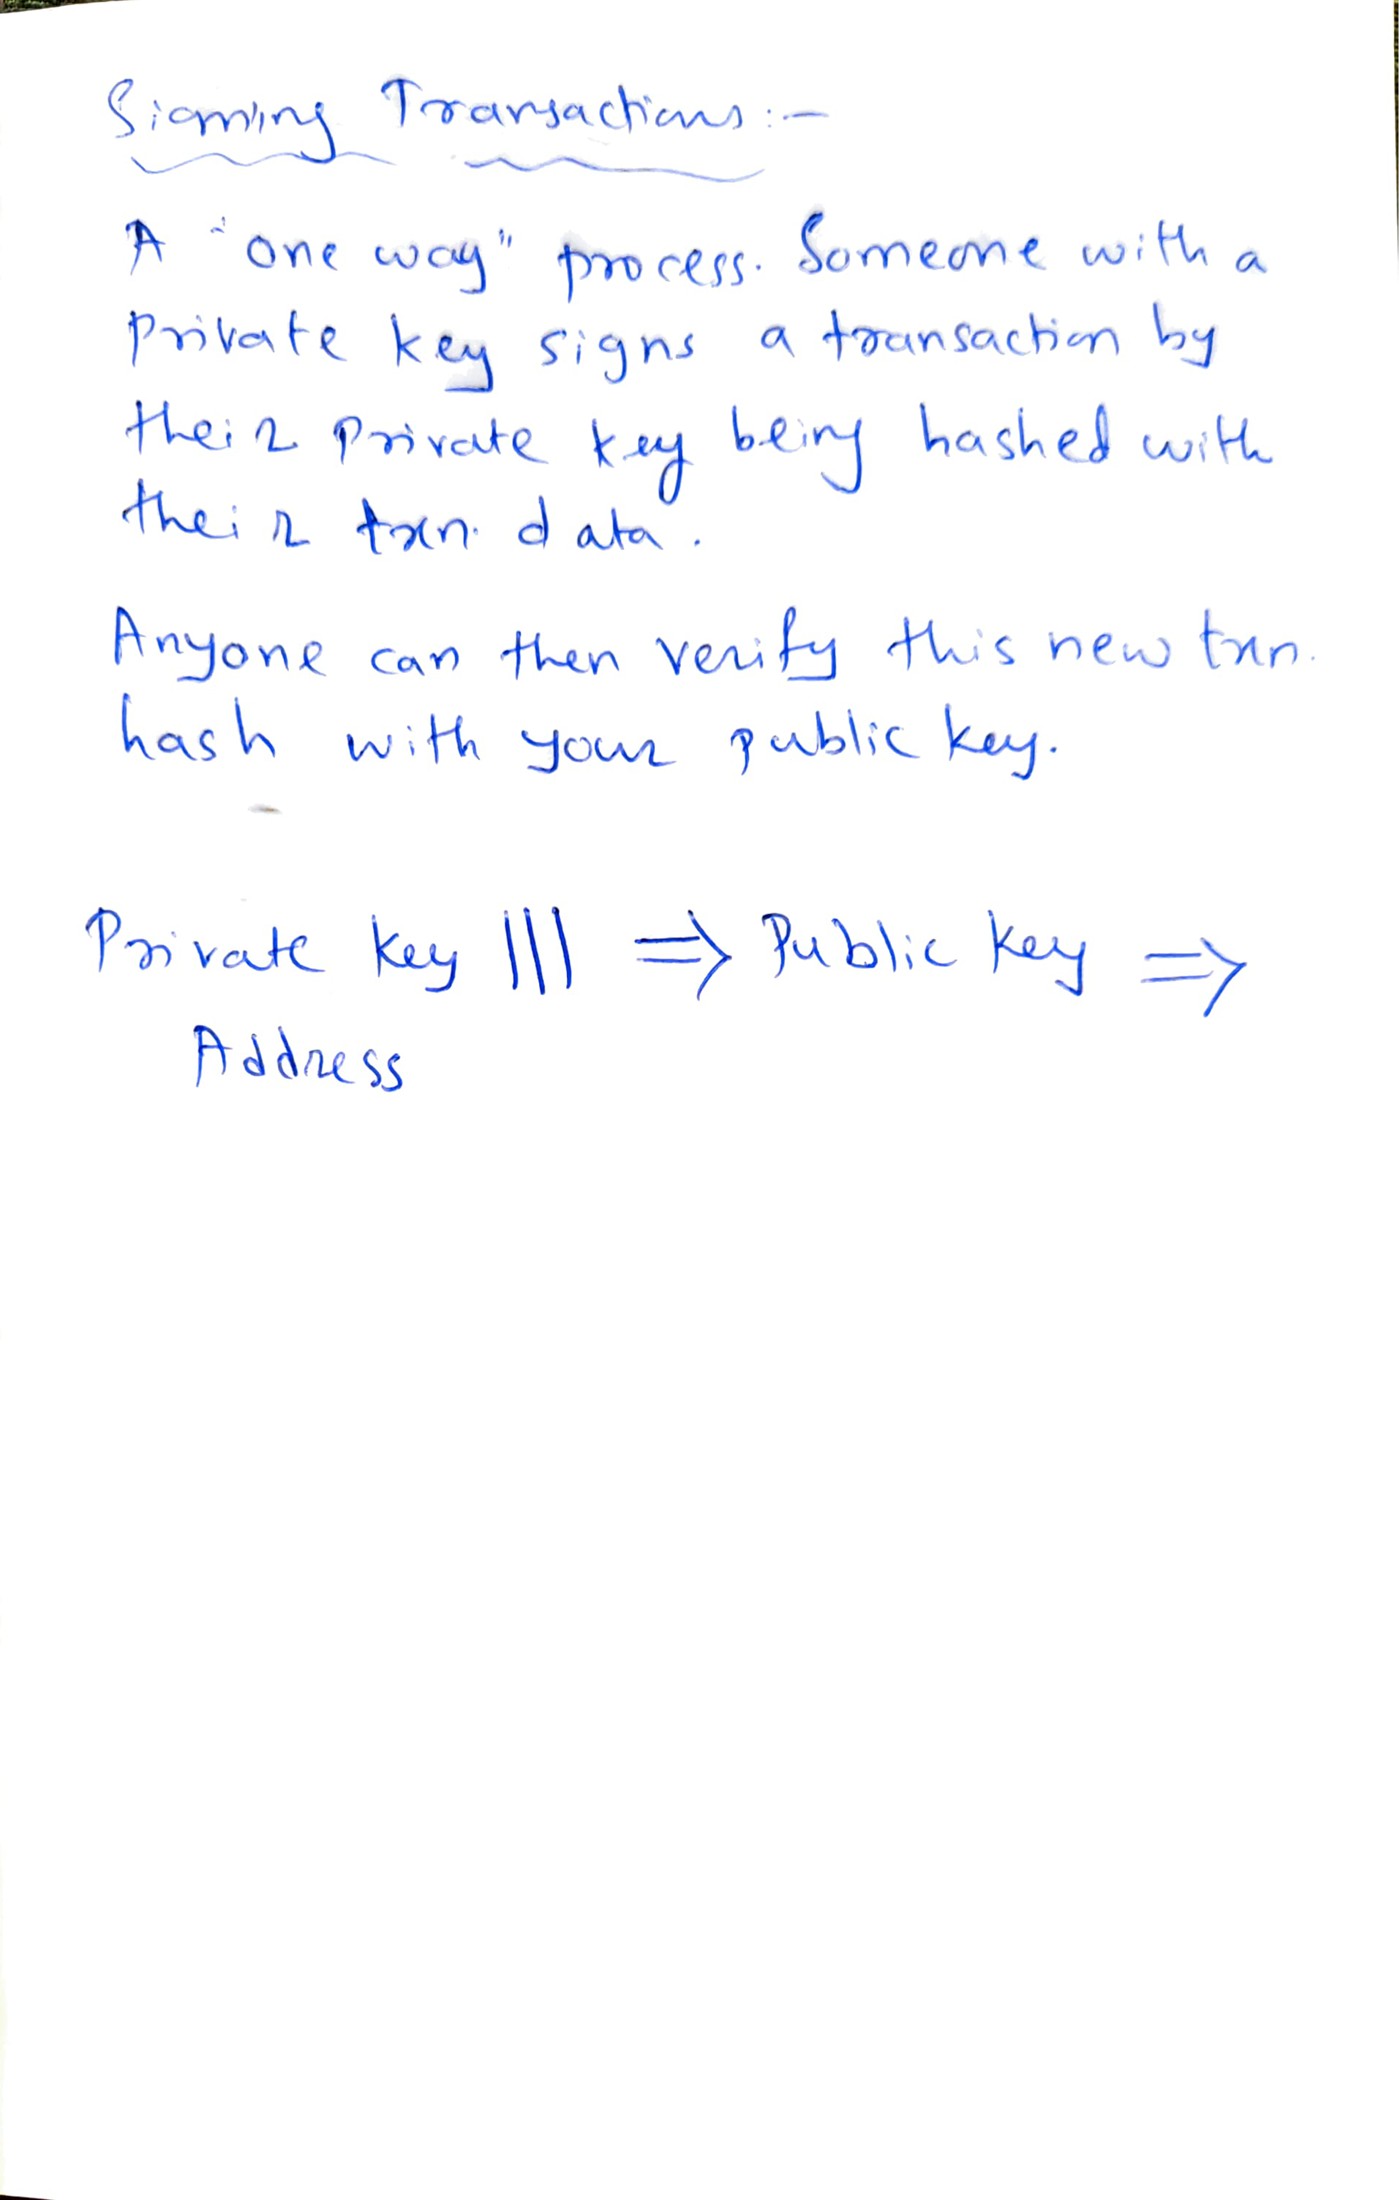 Signing Transactions:-
A "one way" process. Someone with a
private key signs a transaction by
their private key being hashed with
their txn. data.
Anyone can then verify this new txn.
hash with your public key.
Private key ||| => Public key =>
Address